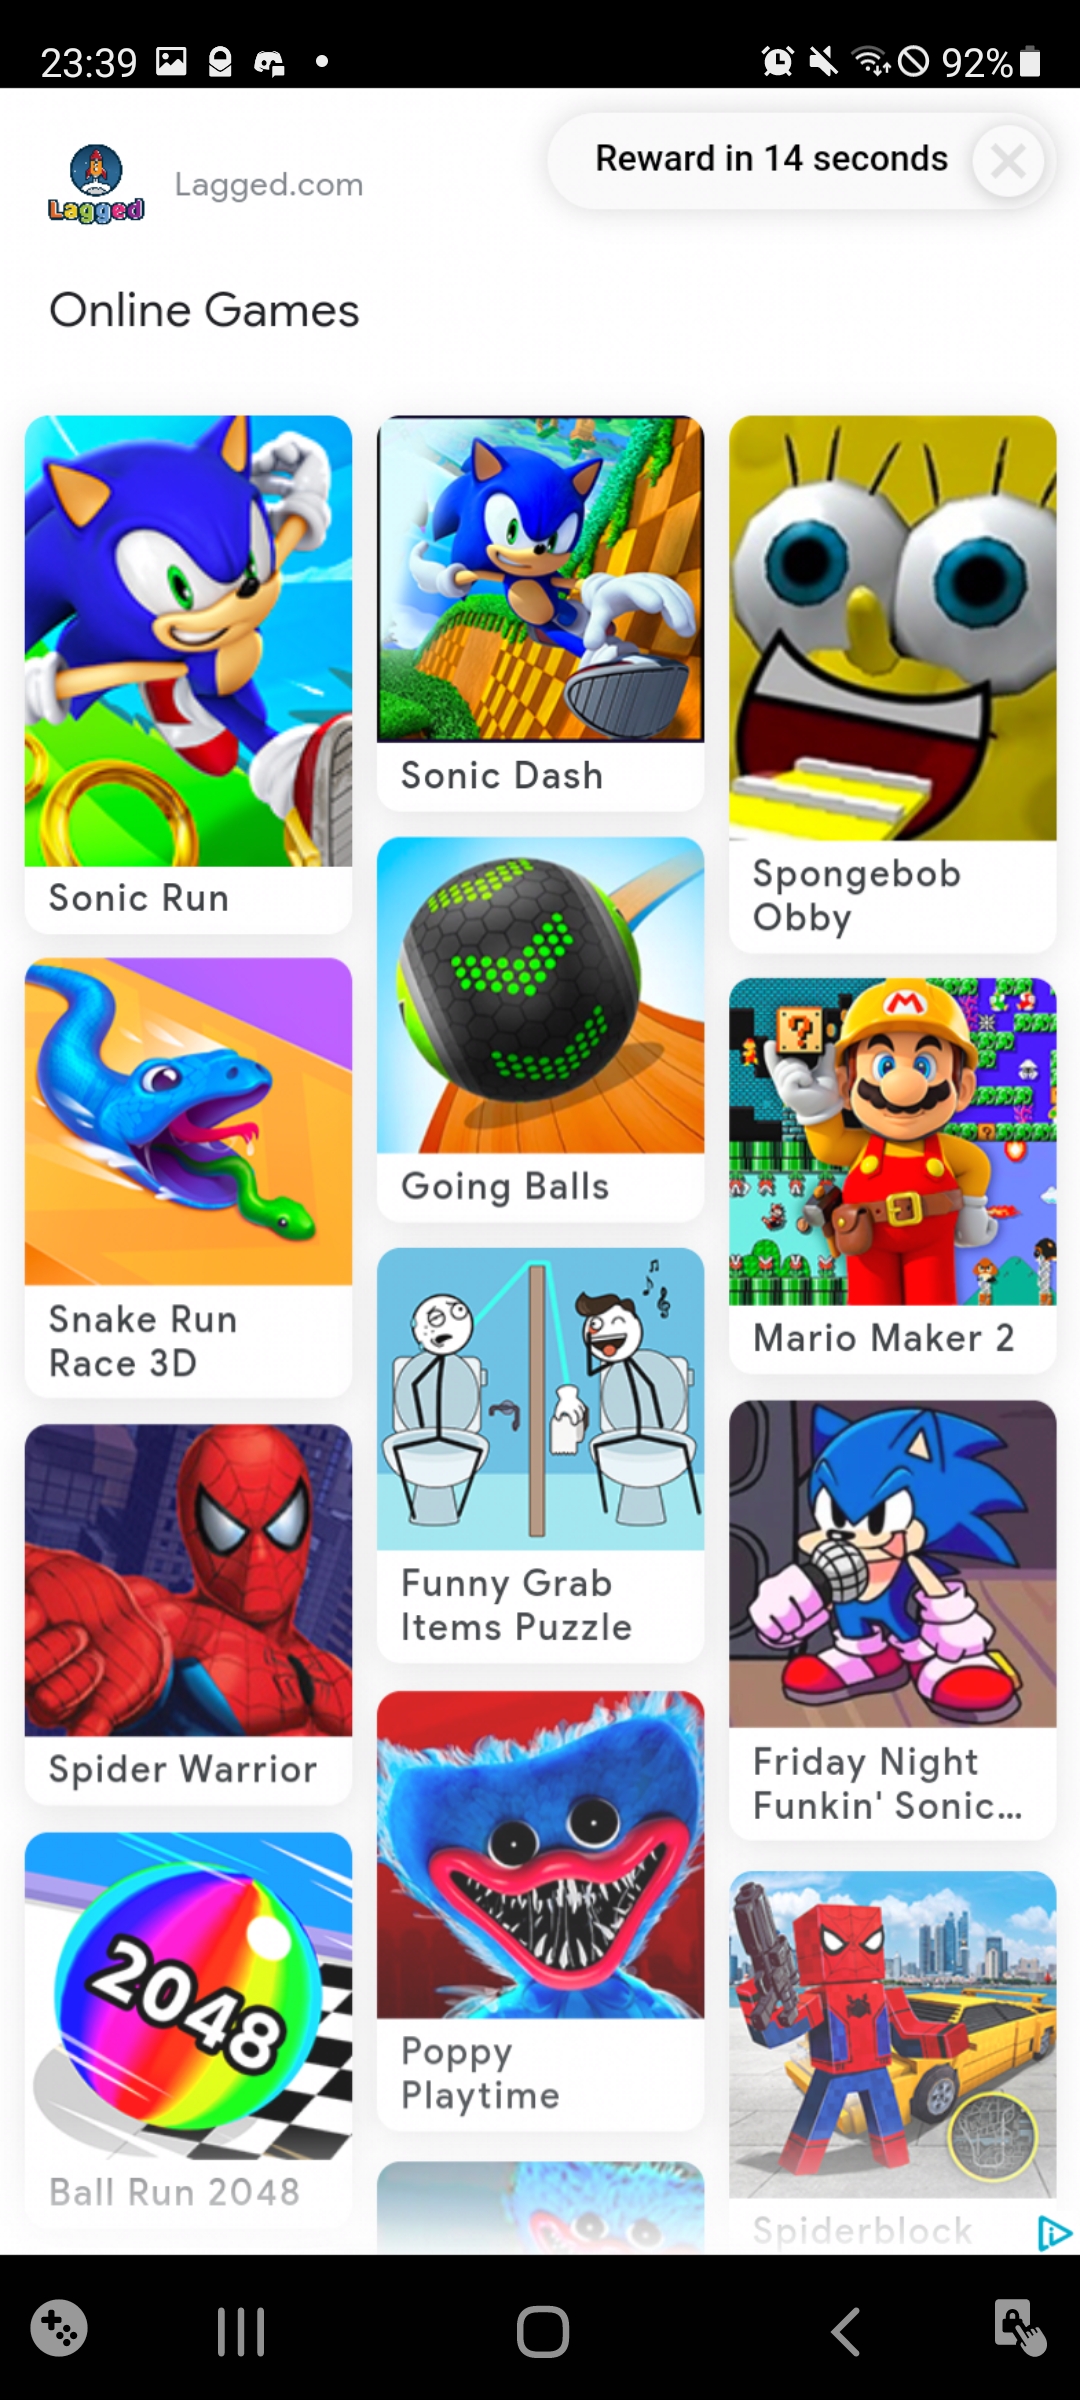 23:39
92%
Reward in 14 seconds
Lagged
Lagged.com
Online Games
Sonic Run
Sonic Dash
Spongebob
Obby
Snake Run
Race 3D
Going Balls
M
?
Mario Maker 2
Spider Warrior
Funny Grab
Items Puzzle
Friday Night
Funkin' Sonic...
2048
Ball Run 2048
Poppy
Playtime
Spiderblock